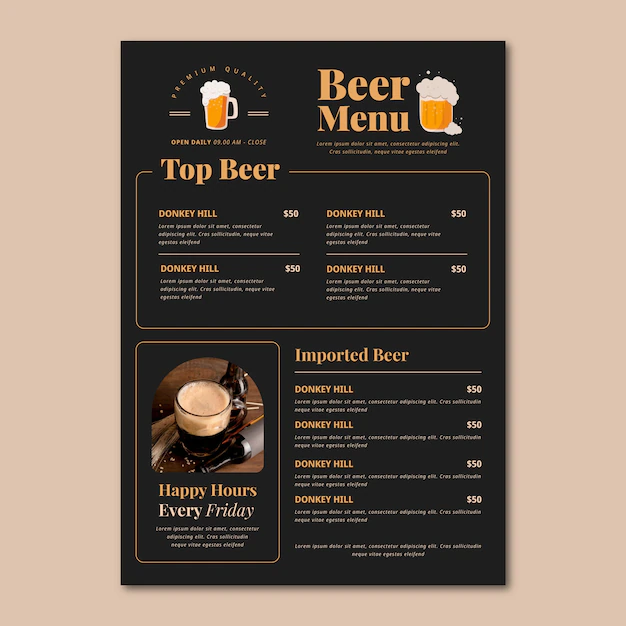 PREMIUM QUALITY
OPEN DAILY 09.00 AM - CLOSE
Beer
Menu
Lorem ipsum dolor sit amet,
consectetur adipiscing elit. Cras
sollicitudin egestas eleifend
Top Beer
DONKEY HILL $50
Lorem ipsum dolor sit amet, consectetur
adipiscing elit. Cras sollicitudin, neque vitae
egestas eleifend
DONKEY HILL $50
Lorem ipsum dolor sit amet, consectetur
adipiscing elit. Cras sollicitudin, neque vitae
egestas eleifend
DONKEY HILL $50
Lorem ipsum dolor sit amet, consectetur
adipiscing elit. Cras sollicitudin, neque vitae
egestas eleifend
DONKEY HILL $50
Lorem ipsum dolor sit amet, consectetur
adipiscing elit. Cras sollicitudin, neque vitae
egestas eleifend
Happy Hours
Every Friday
Lorem ipsum dolor sit amet,
consectetur adipiscing elit. Cras
neque vitae egestas eleifend
Imported Beer
DONKEY HILL $50
Lorem ipsum dolor sit amet, consectetur adipiscing elit. Cras sollicitudin
neque vitae egestas eleifend
DONKEY HILL $50
Lorem ipsum dolor sit amet, consectetur adipiscing elit. Cras sollicitudin,
neque vitae egestas eleifend
DONKEY HILL $50
Lorem ipsum dolor sit amet, consectetur adipiscing elit. Cras sollicitudin,
neque vitae egestas eleifend
DONKEY HILL $50
Lorem ipsum dolor sit amet, consectetur adipiscing elit. Cras sollicitudin,
neque vitae egestas eleifend
Lorem ipsum dolor sit amet, consectetur adipiscing elit. Cras sollicitudin,
neque vitae egestas eleifend